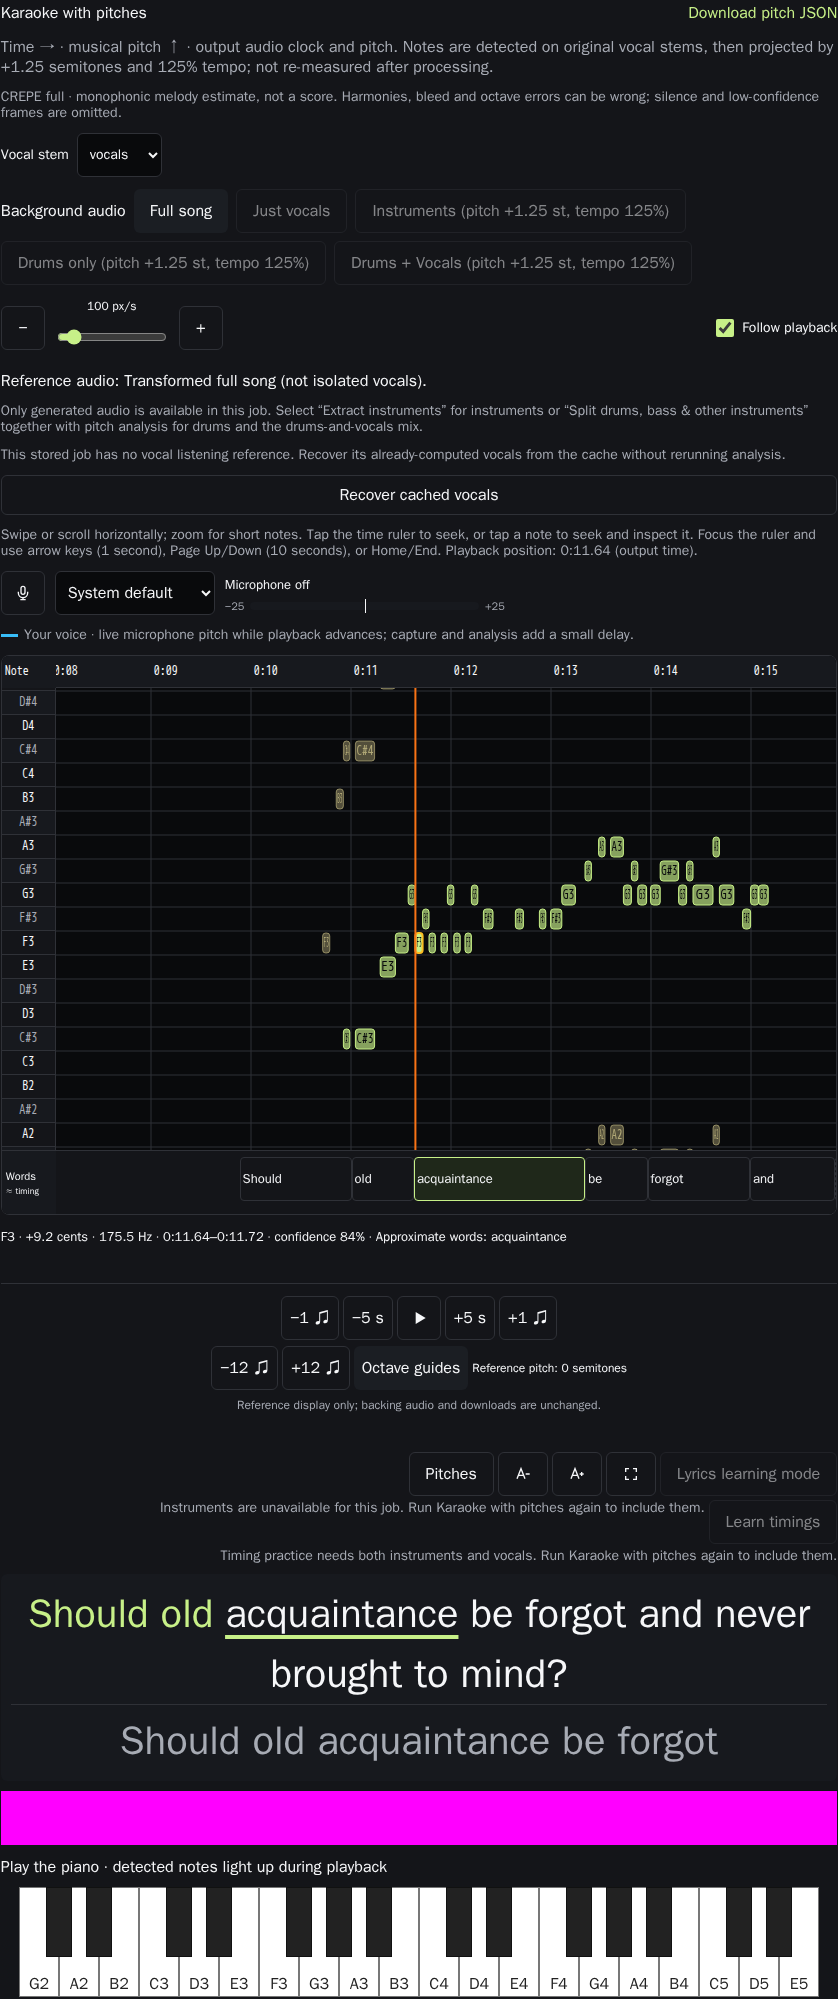 Karaoke with pitches Download pitch JSON
Time → · musical pitch ↑ · output audio clock and pitch. Notes are detected on original vocal stems, then projected by
+1.25 semitones and 125% tempo; not re-measured after processing.
CREPE full · monophonic melody estimate, not a score. Harmonies, bleed and octave errors can be wrong; silence and low-confidence
frames are omitted.
Vocal stem vocals
Background audio Full song Just vocals Instruments (pitch +1.25 st, tempo 125%)
Drums only (pitch +1.25 st, tempo 125%) Drums + Vocals (pitch +1.25 st, tempo 125%)
100 px/s
− + Follow playback
Reference audio: Transformed full song (not isolated vocals).
Only generated audio is available in this job. Select “Extract instruments” for instruments or “Split drums, bass & other instruments”
together with pitch analysis for drums and the drums-and-vocals mix.
This stored job has no vocal listening reference. Recover its already-computed vocals from the cache without rerunning analysis.
Recover cached vocals
Swipe or scroll horizontally; zoom for short notes. Tap the time ruler to seek, or tap a note to seek and inspect it. Focus the ruler and
use arrow keys (1 second), Page Up/Down (10 seconds), or Home/End. Playback position: 0:11.64 (output time).
System default Microphone off
−25 +25
Your voice · live microphone pitch while playback advances; capture and analysis add a small delay.
Note 0:08 0:09 0:10 0:11 0:12 0:13 0:14 0:15
D#4
D4
C#4 C#4
C4
B3
A#3
A3 A3
G#3 G#3
G3 G3 G3 G3 G3
F#3 F#3
F3 F3
E3 E3
D#3
D3
C#3 C#3
C3
B2
A#2
A2 A2
Words Should old acquaintance be forgot and
≈ timing
F3 · +9.2 cents · 175.5 Hz · 0:11.64–0:11.72 · confidence 84% · Approximate words: acquaintance
−1 ♫ −5 s ▶ +5 s +1 ♫
−12 ♫ +12 ♫ Octave guides Reference pitch: 0 semitones
Reference display only; backing audio and downloads are unchanged.
Pitches A- A+ Lyrics learning mode
Instruments are unavailable for this job. Run Karaoke with pitches again to include them. Learn timings
Timing practice needs both instruments and vocals. Run Karaoke with pitches again to include them.
Should old acquaintance be forgot and never
brought to mind?
Should old acquaintance be forgot
Play the piano · detected notes light up during playback
G2 A2 B2 C3 D3 E3 F3 G3 A3 B3 C4 D4 E4 F4 G4 A4 B4 C5 D5 E5